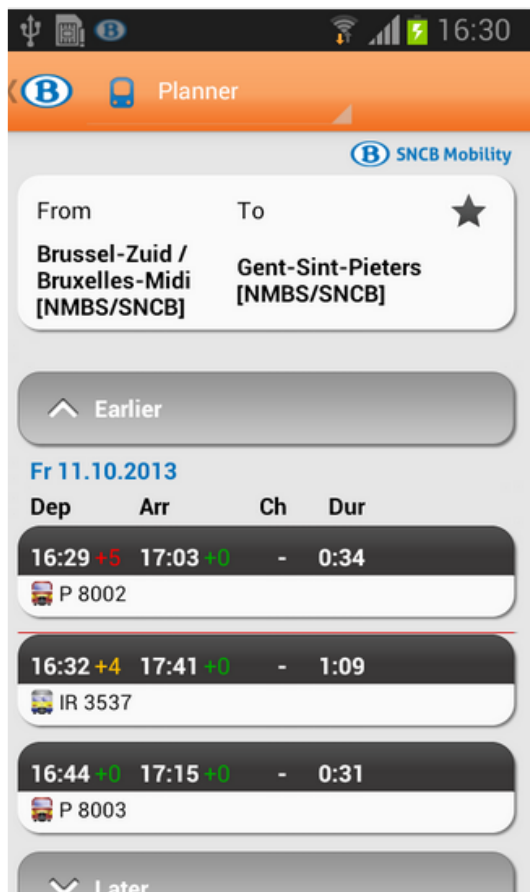 B
16:30
B
Planner
B SNCB Mobility
From To
Brussel-Zuid /
Bruxelles-Midi
[NMBS/SNCB]
Gent-Sint-Pieters
[NMBS/SNCB]
Earlier
Fr 11.10.2013
Dep Arr Ch Dur
16:29 +5 17:03 +0 - 0:34
P 8002
16:32 +4 17:41 +0 - 1:09
IR 3537
16:44 +0 17:15 +0 - 0:31
P 8003
Later